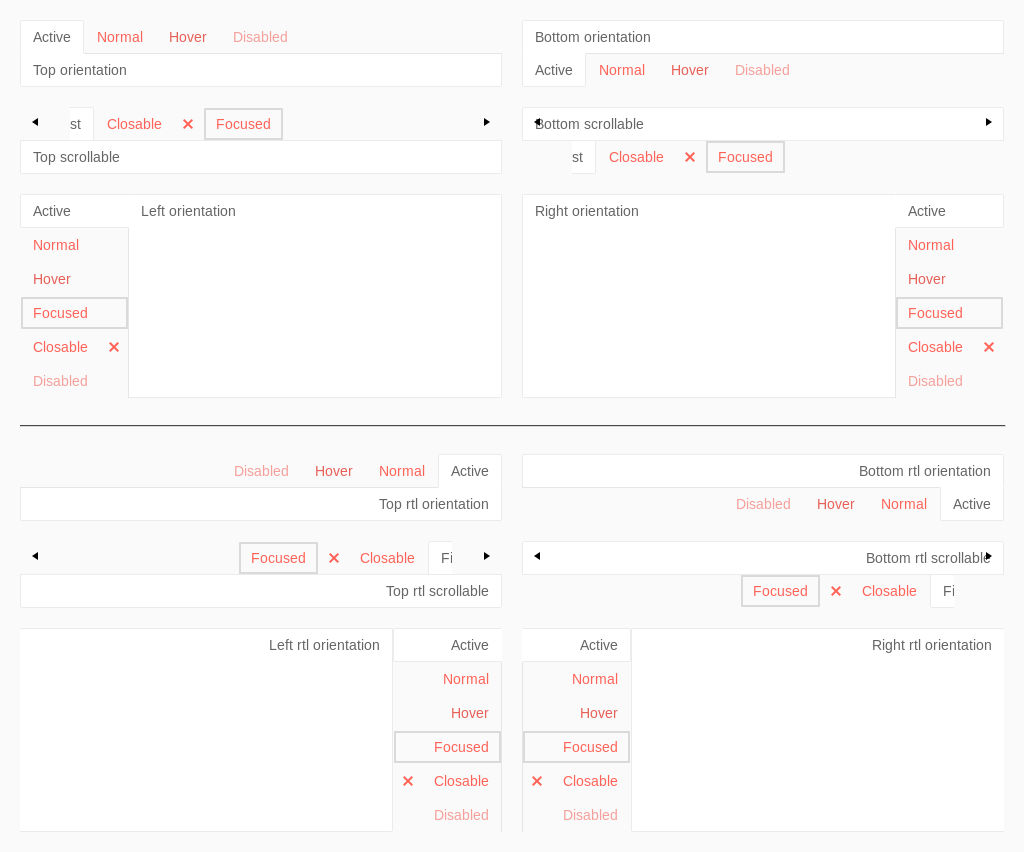 Active Normal Hover Disabled
Top orientation
Bottom orientation
Active Normal Hover Disabled
st Closable Focused
Top scrollable
Bottom scrollable
st Closable Focused
Active
Left orientation
Normal
Hover
Focused
Closable
Disabled
Right orientation
Active
Normal
Hover
Focused
Closable
Disabled
Disabled Hover Normal Active
Top rtl orientation
Bottom rtl orientation
Disabled Hover Normal Active
Focused Closable Fi
Top rtl scrollable
Bottom rtl scrollable
Focused Closable Fi
Left rtl orientation
Active
Normal
Hover
Focused
Closable
Disabled
Active
Right rtl orientation
Normal
Hover
Focused
Closable
Disabled